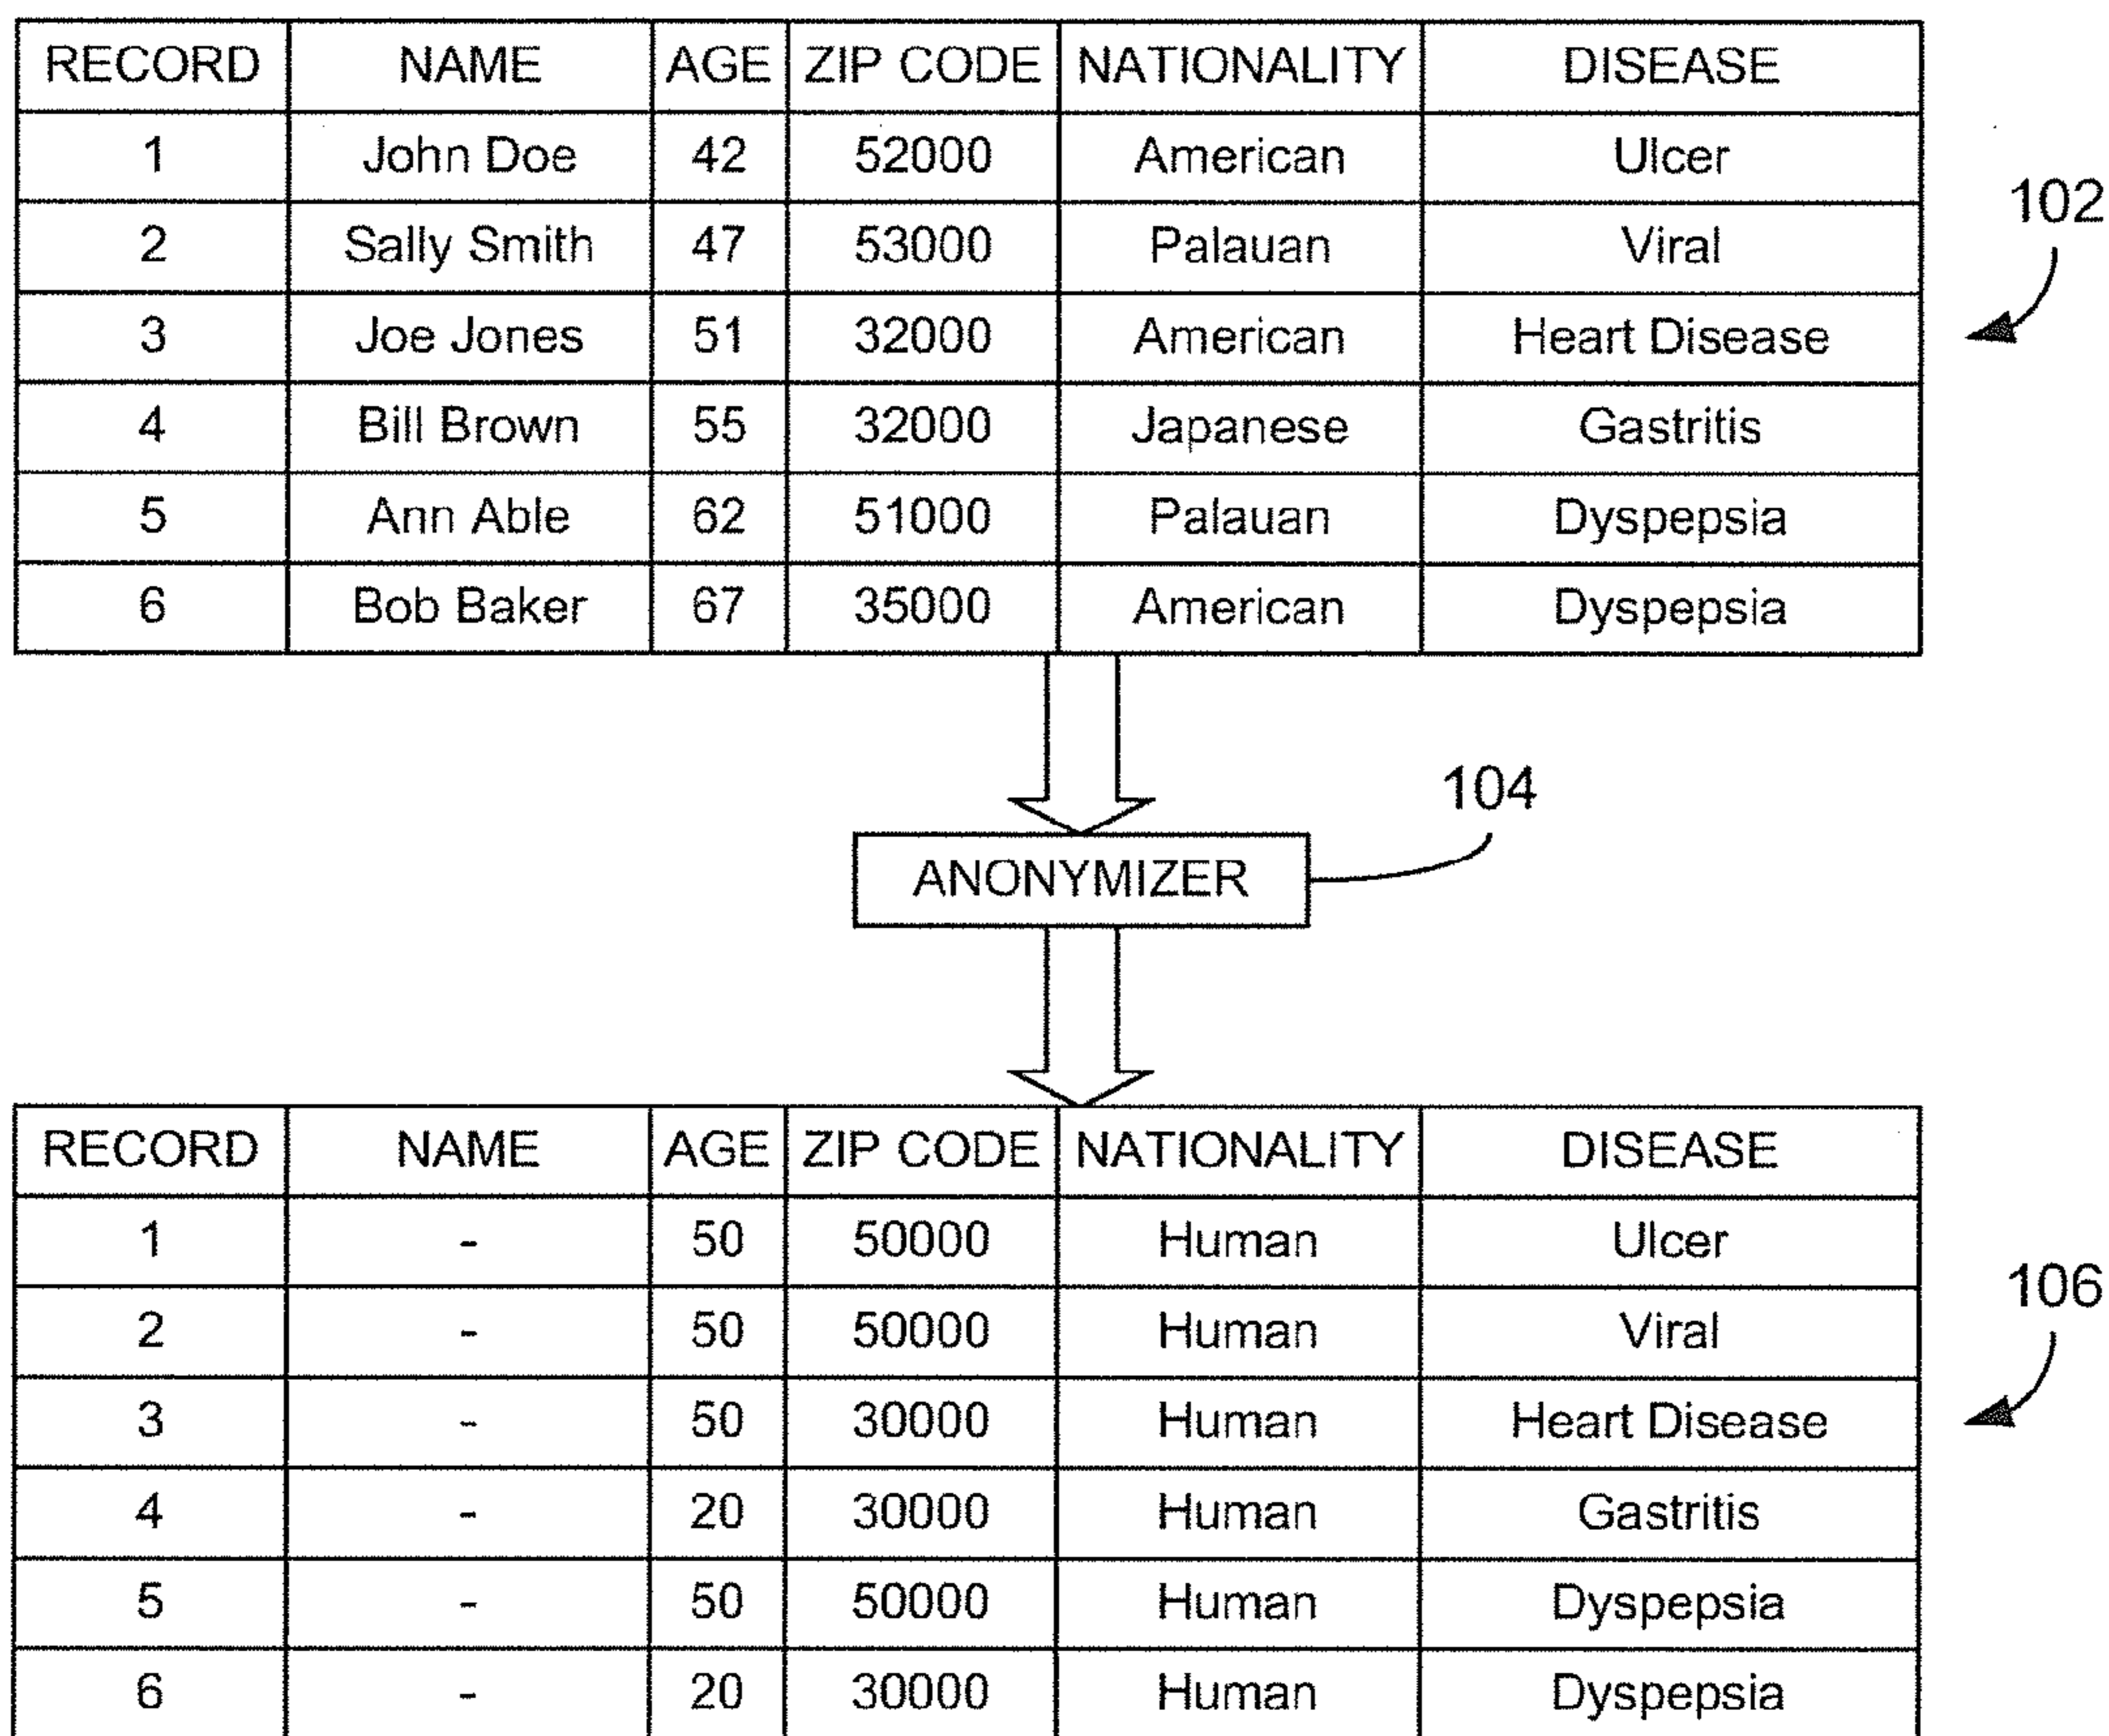 RECORD NAME AGE ZIP CODE NATIONALITY DISEASE
1 John Doe 42 52000 American Ulcer
2 Sally Smith 47 53000 Palauan Viral
3 Joe Jones 51 32000 American Heart Disease
4 Bill Brown 55 32000 Japanese Gastritis
5 Ann Able 62 51000 Palauan Dyspepsia
6 Bob Baker 67 35000 American Dyspepsia
102
104
ANONYMIZER
RECORD NAME AGE ZIP CODE NATIONALITY DISEASE
1 - 50 50000 Human Ulcer
2 - 50 50000 Human Viral
3 - 50 30000 Human Heart Disease
4 - 20 30000 Human Gastritis
5 - 50 50000 Human Dyspepsia
6 - 20 30000 Human Dyspepsia
106